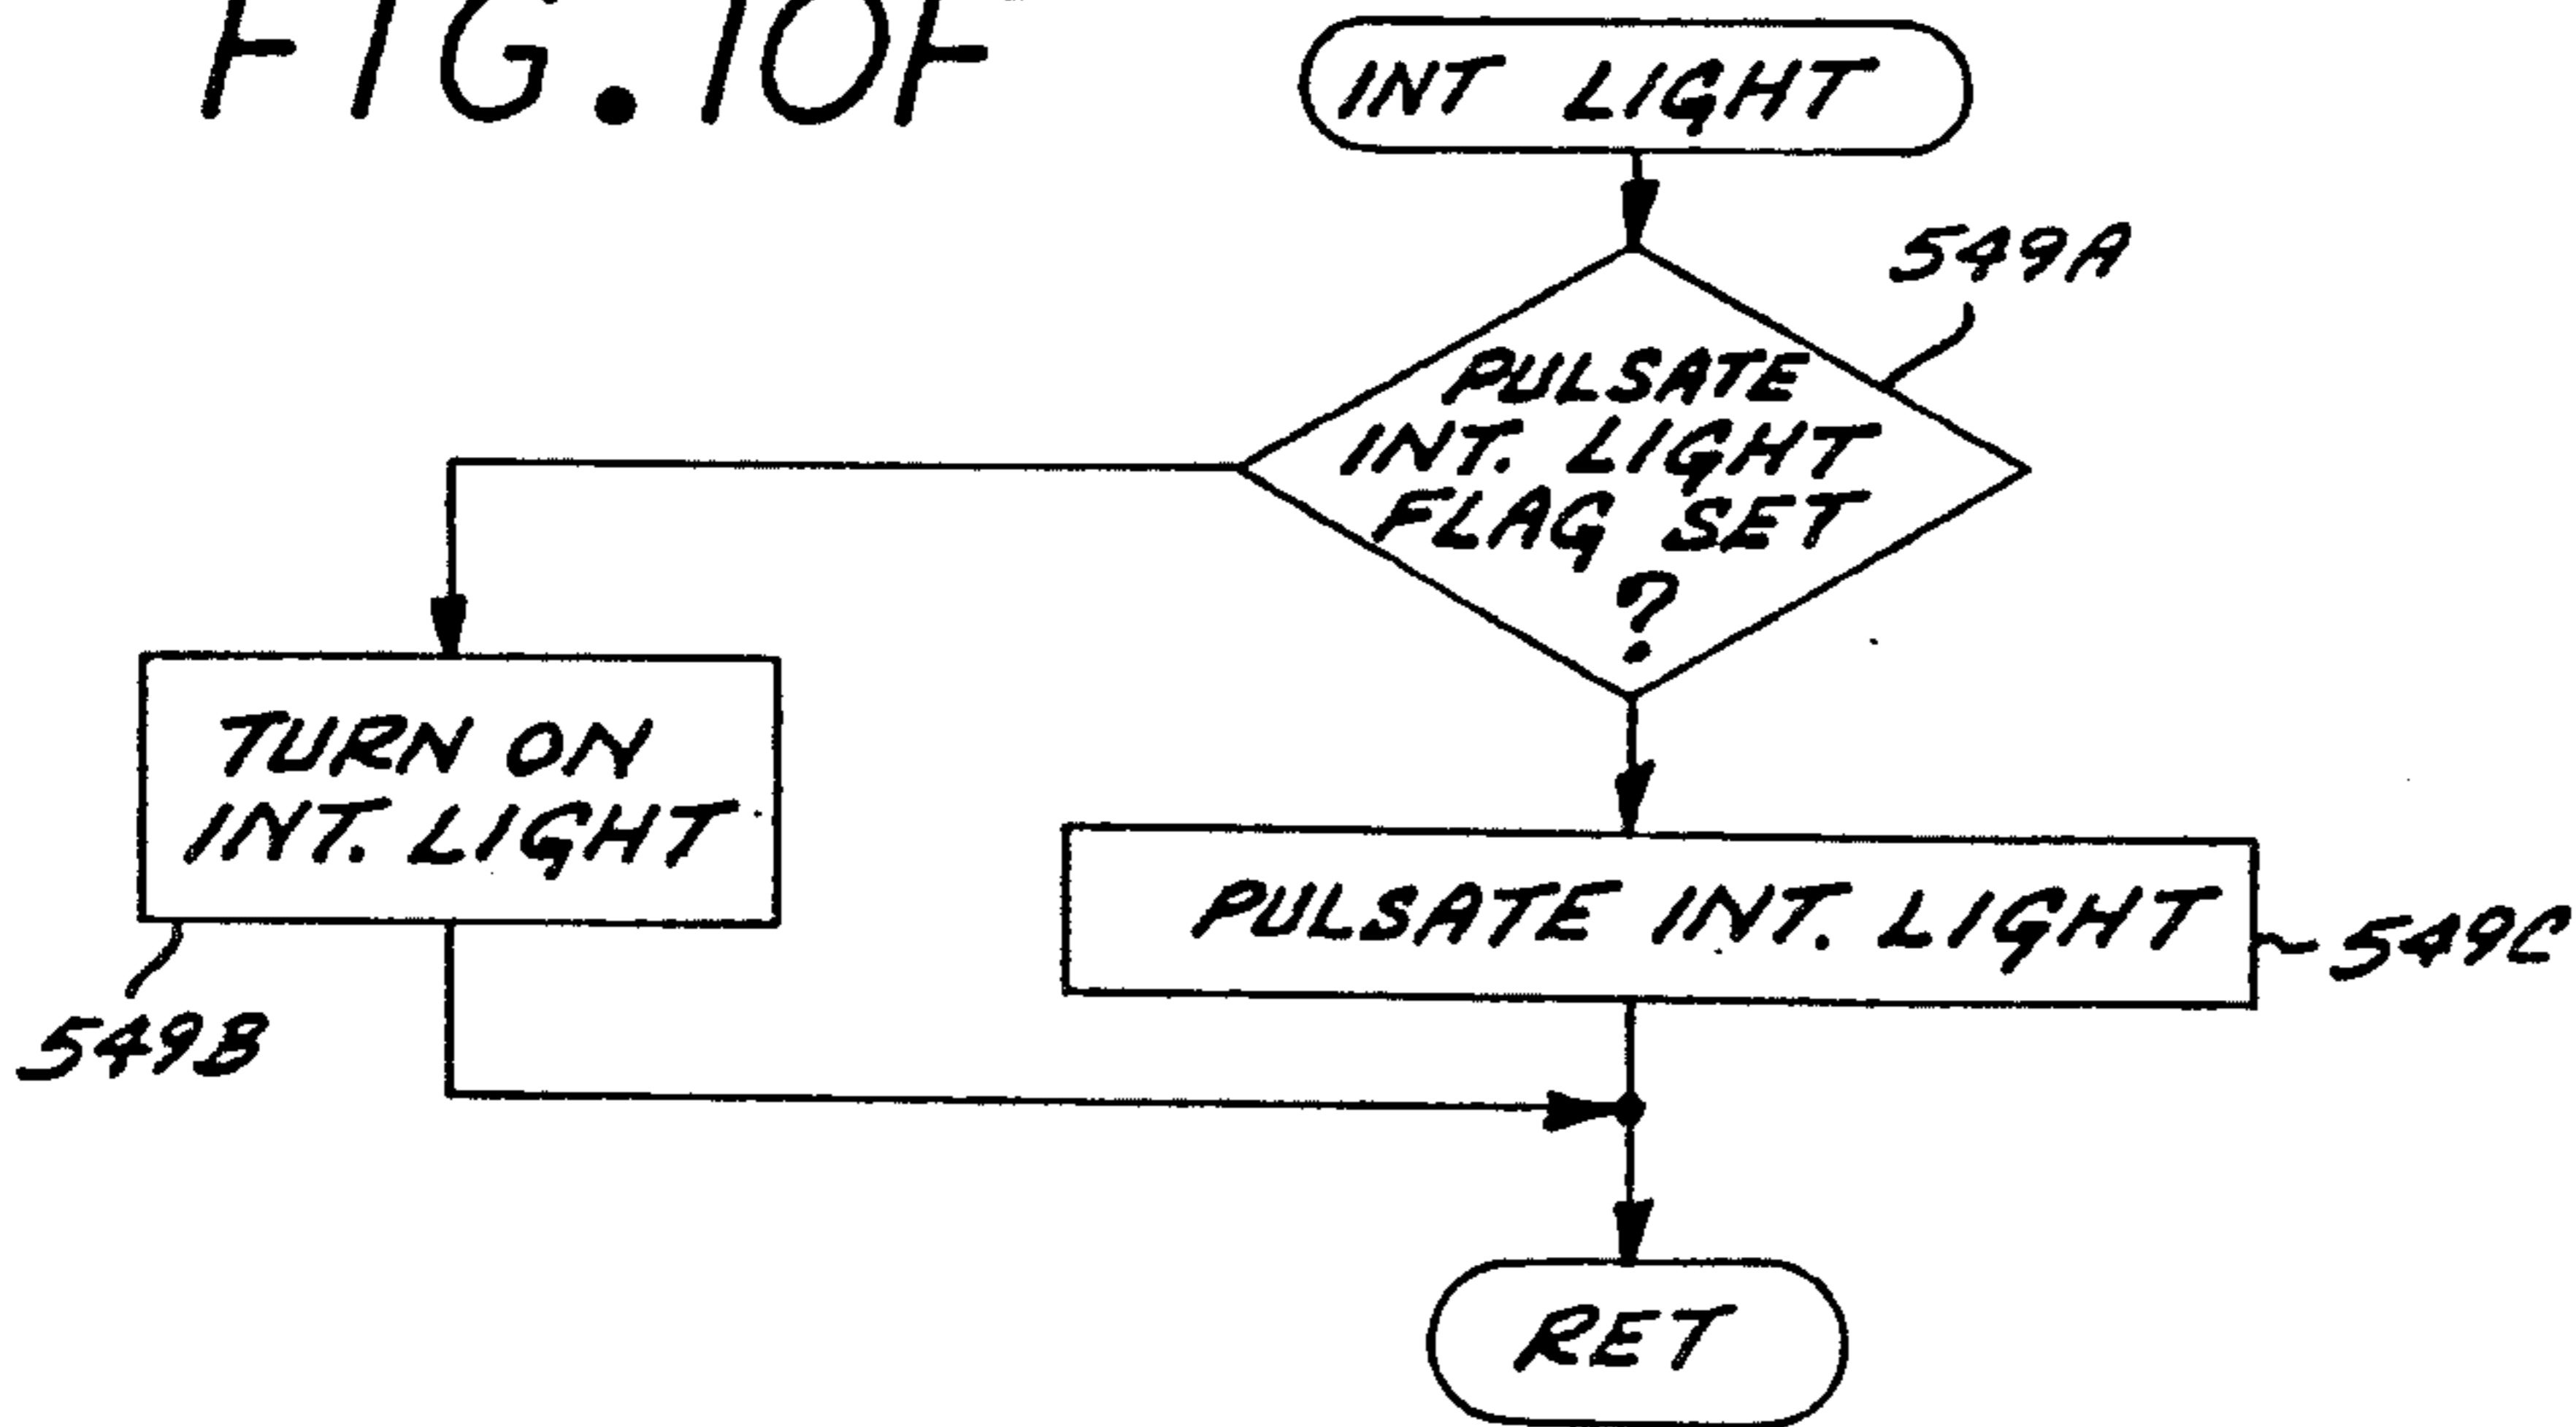 FIG. 10F
INT LIGHT
549A
PULSATE
INT. LIGHT
FLAG SET
?
TURN ON
INT. LIGHT
549B
PULSATE INT. LIGHT
549C
RET